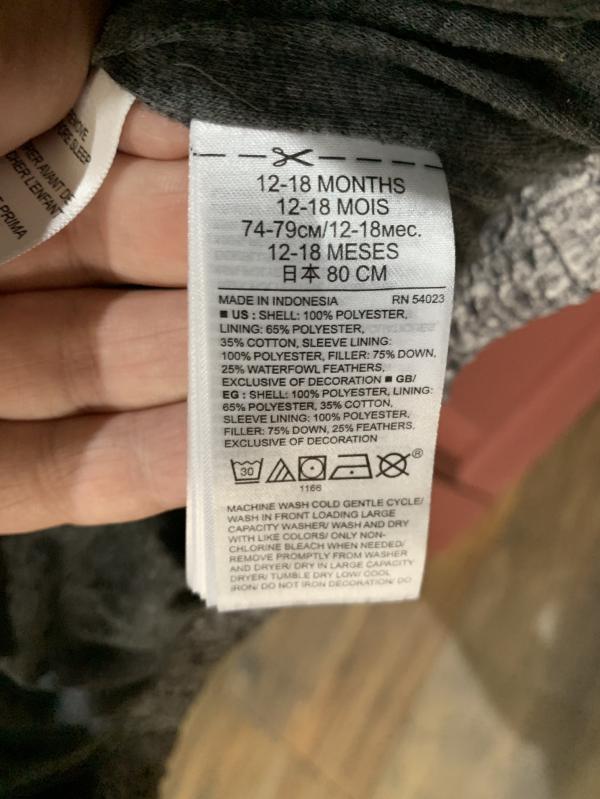 12-18 MONTHS
12-18 MOIS
74-79см/12-18мес.
12-18 MESES
日本 80 CM
MADE IN INDONESIA RN 54023
■ US : SHELL: 100% POLYESTER,
LINING: 65% POLYESTER,
35% COTTON, SLEEVE LINING:
100% POLYESTER, FILLER: 75% DOWN,
25% WATERFOWL FEATHERS,
EXCLUSIVE OF DECORATION ■ GB/
EG : SHELL: 100% POLYESTER, LINING:
65% POLYESTER, 35% COTTON,
SLEEVE LINING: 100% POLYESTER,
FILLER: 75% DOWN, 25% FEATHERS,
EXCLUSIVE OF DECORATION
30
®
1166
MACHINE WASH COLD GENTLE CYCLE/
WASH IN FRONT LOADING LARGE
CAPACITY WASHER/ WASH AND DRY
WITH LIKE COLORS/ ONLY NON-
CHLORINE BLEACH WHEN NEEDED/
REMOVE PROMPTLY FROM WASHER
AND DRYER/ DRY IN LARGE CAPACITY
DRYER/ TUMBLE DRY LOW/ COOL
IRON/ DO NOT IRON DECORATION/ DO
AVANT DE
L'ENFANT